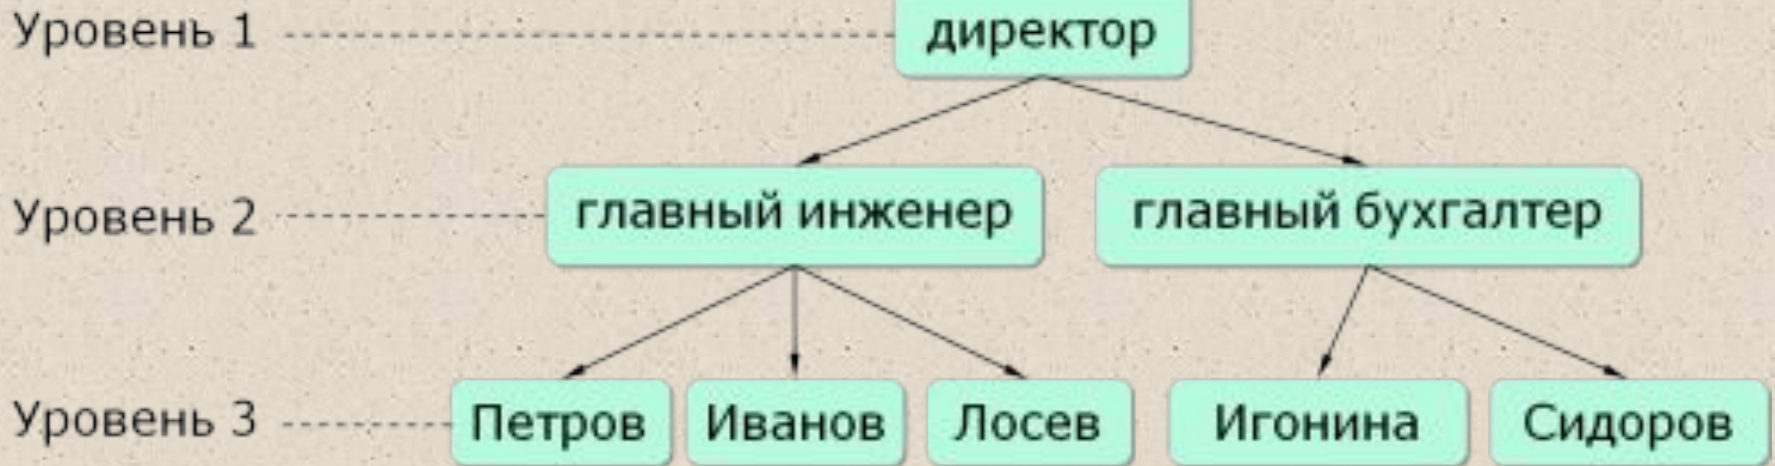 Уровень 1 директор
Уровень 2 главный инженер главный бухгалтер
Уровень 3 Петров Иванов Лосев Игонина Сидоров